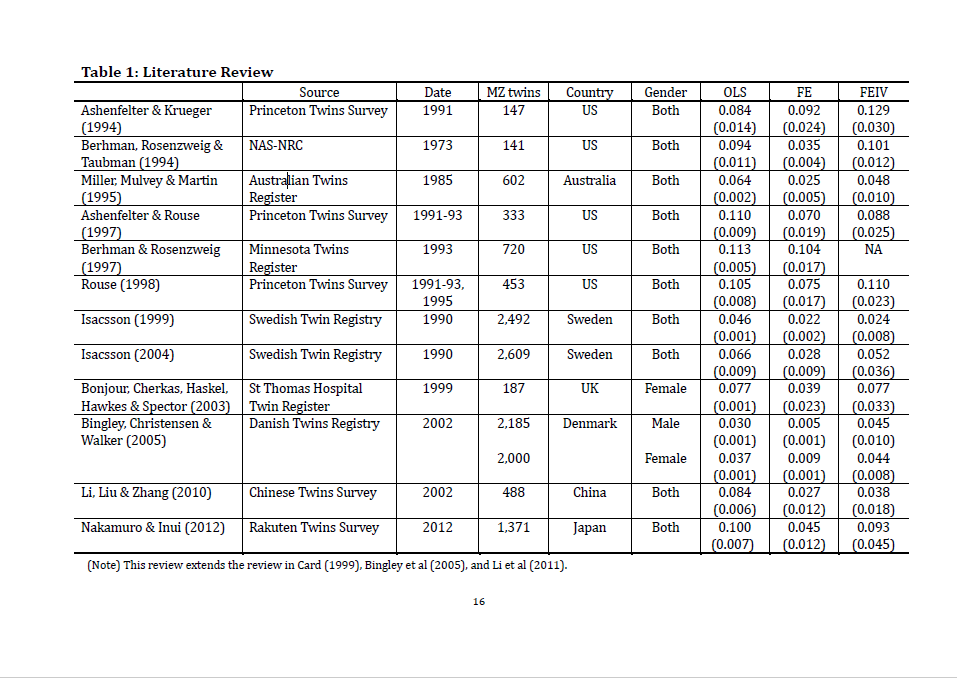 Table 1: Literature Review
Source Date MZ twins Country Gender OLS FE FEIV
Ashenfelter & Krueger Princeton Twins Survey 1991 147 US Both 0.084 0.092 0.129
(1994) (0.014) (0.024) (0.030)
Berhman, Rosenzweig & NAS-NRC 1973 141 US Both 0.094 0.035 0.101
Taubman (1994) (0.011) (0.004) (0.012)
Miller, Mulvey & Martin Australian Twins 1985 602 Australia Both 0.064 0.025 0.048
(1995) Register (0.002) (0.005) (0.010)
Ashenfelter & Rouse Princeton Twins Survey 1991-93 333 US Both 0.110 0.070 0.088
(1997) (0.009) (0.019) (0.025)
Berhman & Rosenzweig Minnesota Twins 1993 720 US Both 0.113 0.104 NA
(1997) Register (0.005) (0.017)
Rouse (1998) Princeton Twins Survey 1991-93, 453 US Both 0.105 0.075 0.110
1995 (0.008) (0.017) (0.023)
Isacsson (1999) Swedish Twin Registry 1990 2,492 Sweden Both 0.046 0.022 0.024
(0.001) (0.002) (0.008)
Isacsson (2004) Swedish Twin Registry 1990 2,609 Sweden Both 0.066 0.028 0.052
(0.009) (0.009) (0.036)
Bonjour, Cherkas, Haskel, St Thomas Hospital 1999 187 UK Female 0.077 0.039 0.077
Hawkes & Spector (2003) Twin Register (0.001) (0.023) (0.033)
Bingley, Christensen & Danish Twins Registry 2002 2,185 Denmark Male 0.030 0.005 0.045
Walker (2005) (0.001) (0.001) (0.010)
2,000 Female 0.037 0.009 0.044
(0.001) (0.001) (0.008)
Li, Liu & Zhang (2010) Chinese Twins Survey 2002 488 China Both 0.084 0.027 0.038
(0.006) (0.012) (0.018)
Nakamuro & Inui (2012) Rakuten Twins Survey 2012 1,371 Japan Both 0.100 0.045 0.093
(0.007) (0.012) (0.045)
(Note) This review extends the review in Card (1999), Bingley et al (2005), and Li et al (2011).
16